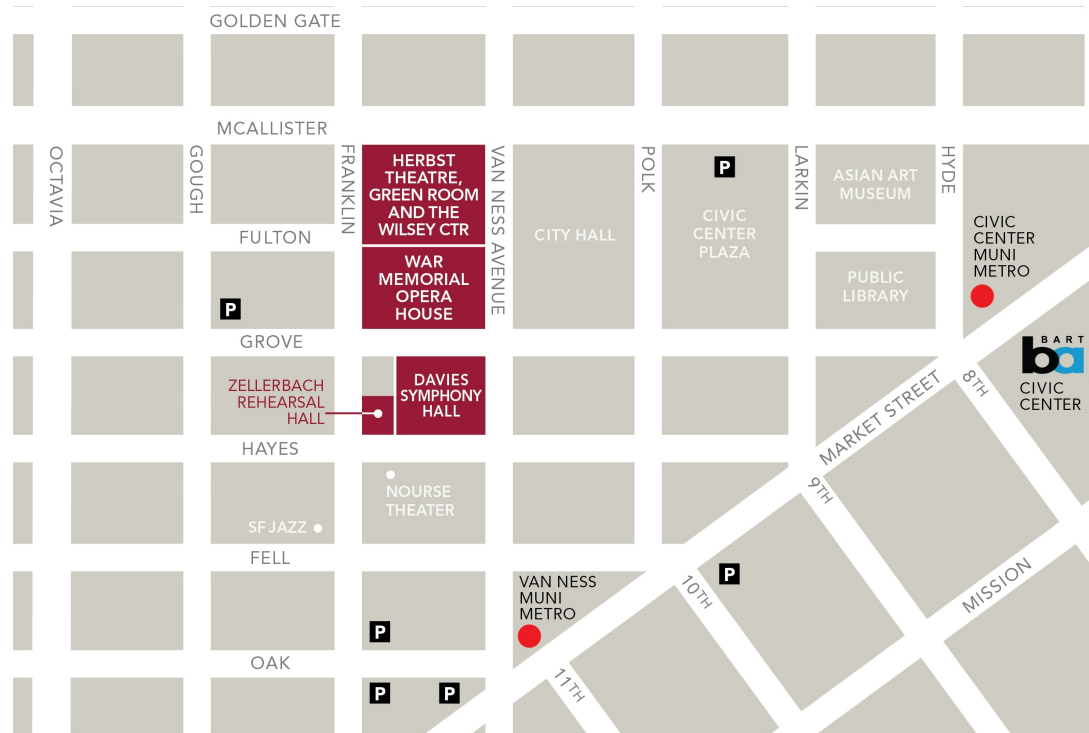 GOLDEN GATE
MCALLISTER
OCTAVIA
GOUGH
FRANKLIN
HERBST
THEATRE,
GREEN ROOM
AND THE
WILSEY CTR
VAN NESS AVENUE
POLK
P
LARKIN
HYDE
ASIAN ART
MUSEUM
CIVIC
CENTER
PLAZA
CITY HALL
FULTON
CIVIC
CENTER
MUNI
METRO
WAR
MEMORIAL
OPERA
HOUSE
PUBLIC
LIBRARY
P
GROVE
BART
ba
CIVIC
CENTER
ZELLERBACH
REHEARSAL
HALL
DAVIES
SYMPHONY
HALL
MARKET STREET
8TH
HAYES
9TH
NOURSE
THEATER
SFJAZZ
FELL
VAN NESS
MUNI
METRO
10TH
P
MISSION
P
OAK
11TH
P
P